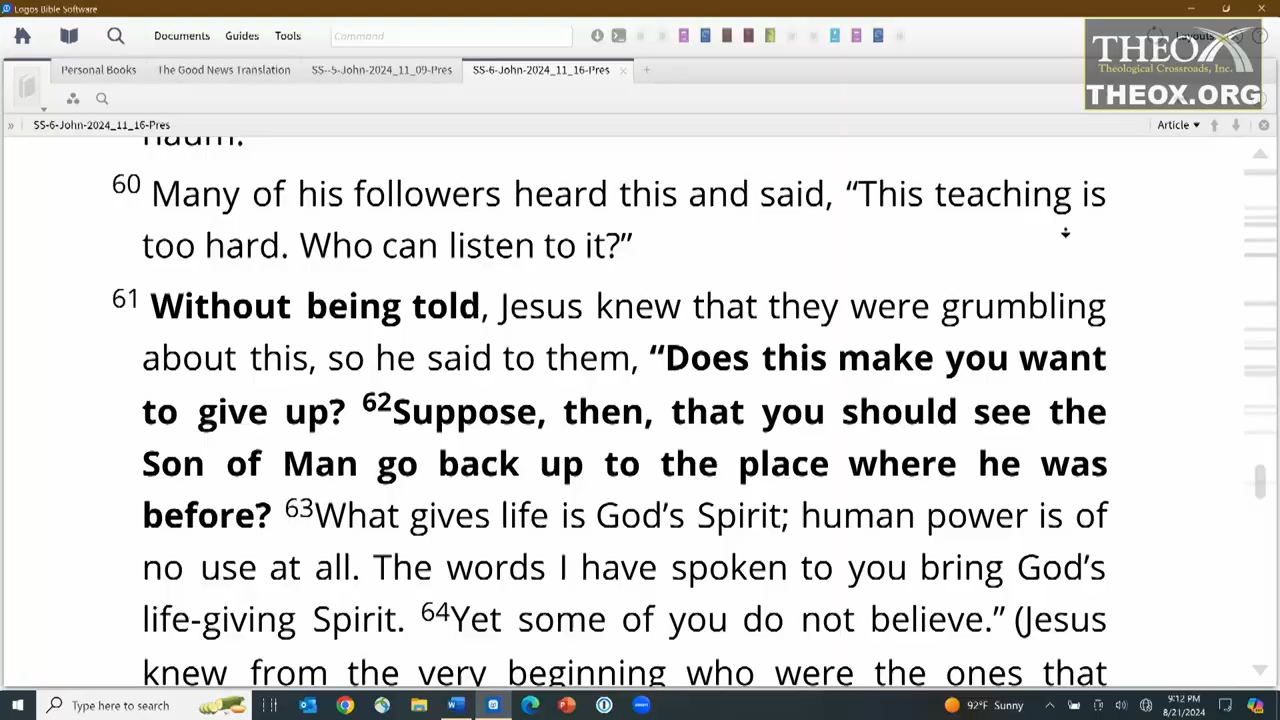 Logos Bible Software
Documents Guides Tools Command Layouts
THEOX
Theological Crossroads, Inc.
THEOX.ORG
Personal Books The Good News Translation SS--5-John-2024_11_09-Pres SS-6-John-2024_11_16-Pres
SS-6-John-2024_11_16-Pres Article
naum.
60 Many of his followers heard this and said, “This teaching is
too hard. Who can listen to it?”
61 Without being told, Jesus knew that they were grumbling
about this, so he said to them, “Does this make you want
to give up? 62Suppose, then, that you should see the
Son of Man go back up to the place where he was
before? 63What gives life is God’s Spirit; human power is of
no use at all. The words I have spoken to you bring God’s
life-giving Spirit. 64Yet some of you do not believe.” (Jesus
knew from the very beginning who were the ones that
Type here to search 92°F Sunny 9:12 PM
8/21/2024